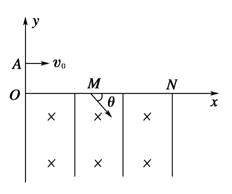 y
A v₀
M N
O θ x
× × ×
× × ×